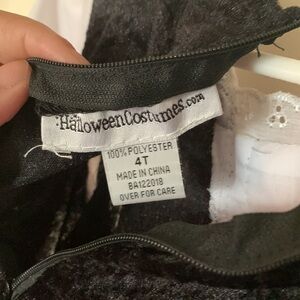 HalloweenCostumes.com
100% POLYESTER
4T
MADE IN CHINA
BA122018
OVER FOR CARE